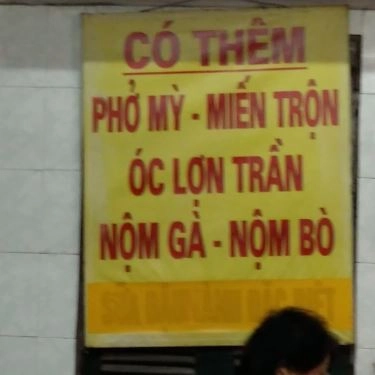 CÓ THÊM
PHỞ MỲ - MIẾN TRỘN
ÓC LỢN TRẦN
NỘM GÀ - NỘM BÒ